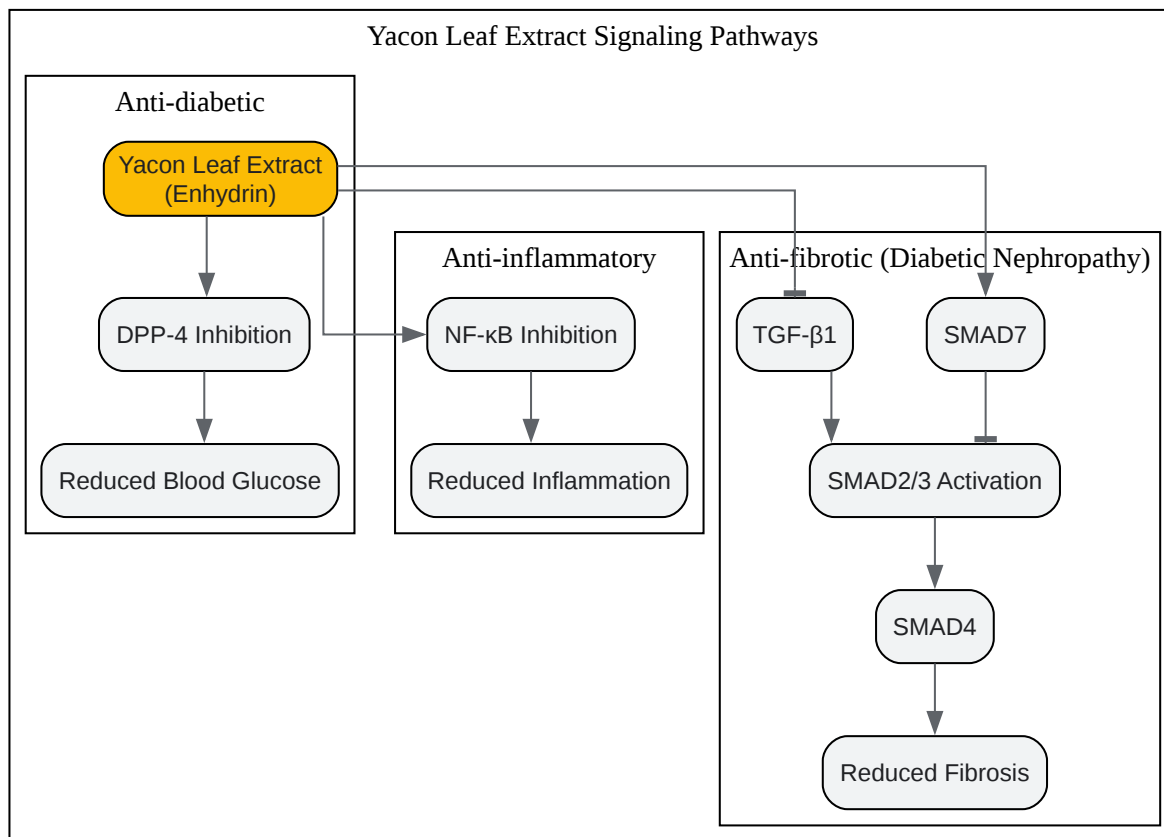 Yacon Leaf Extract Signaling Pathways
Anti-diabetic
Yacon Leaf Extract
(Enhydrin)
DPP-4 Inhibition
Reduced Blood Glucose
Anti-inflammatory
NF-κB Inhibition
Reduced Inflammation
Anti-fibrotic (Diabetic Nephropathy)
TGF-β1
SMAD7
SMAD2/3 Activation
SMAD4
Reduced Fibrosis